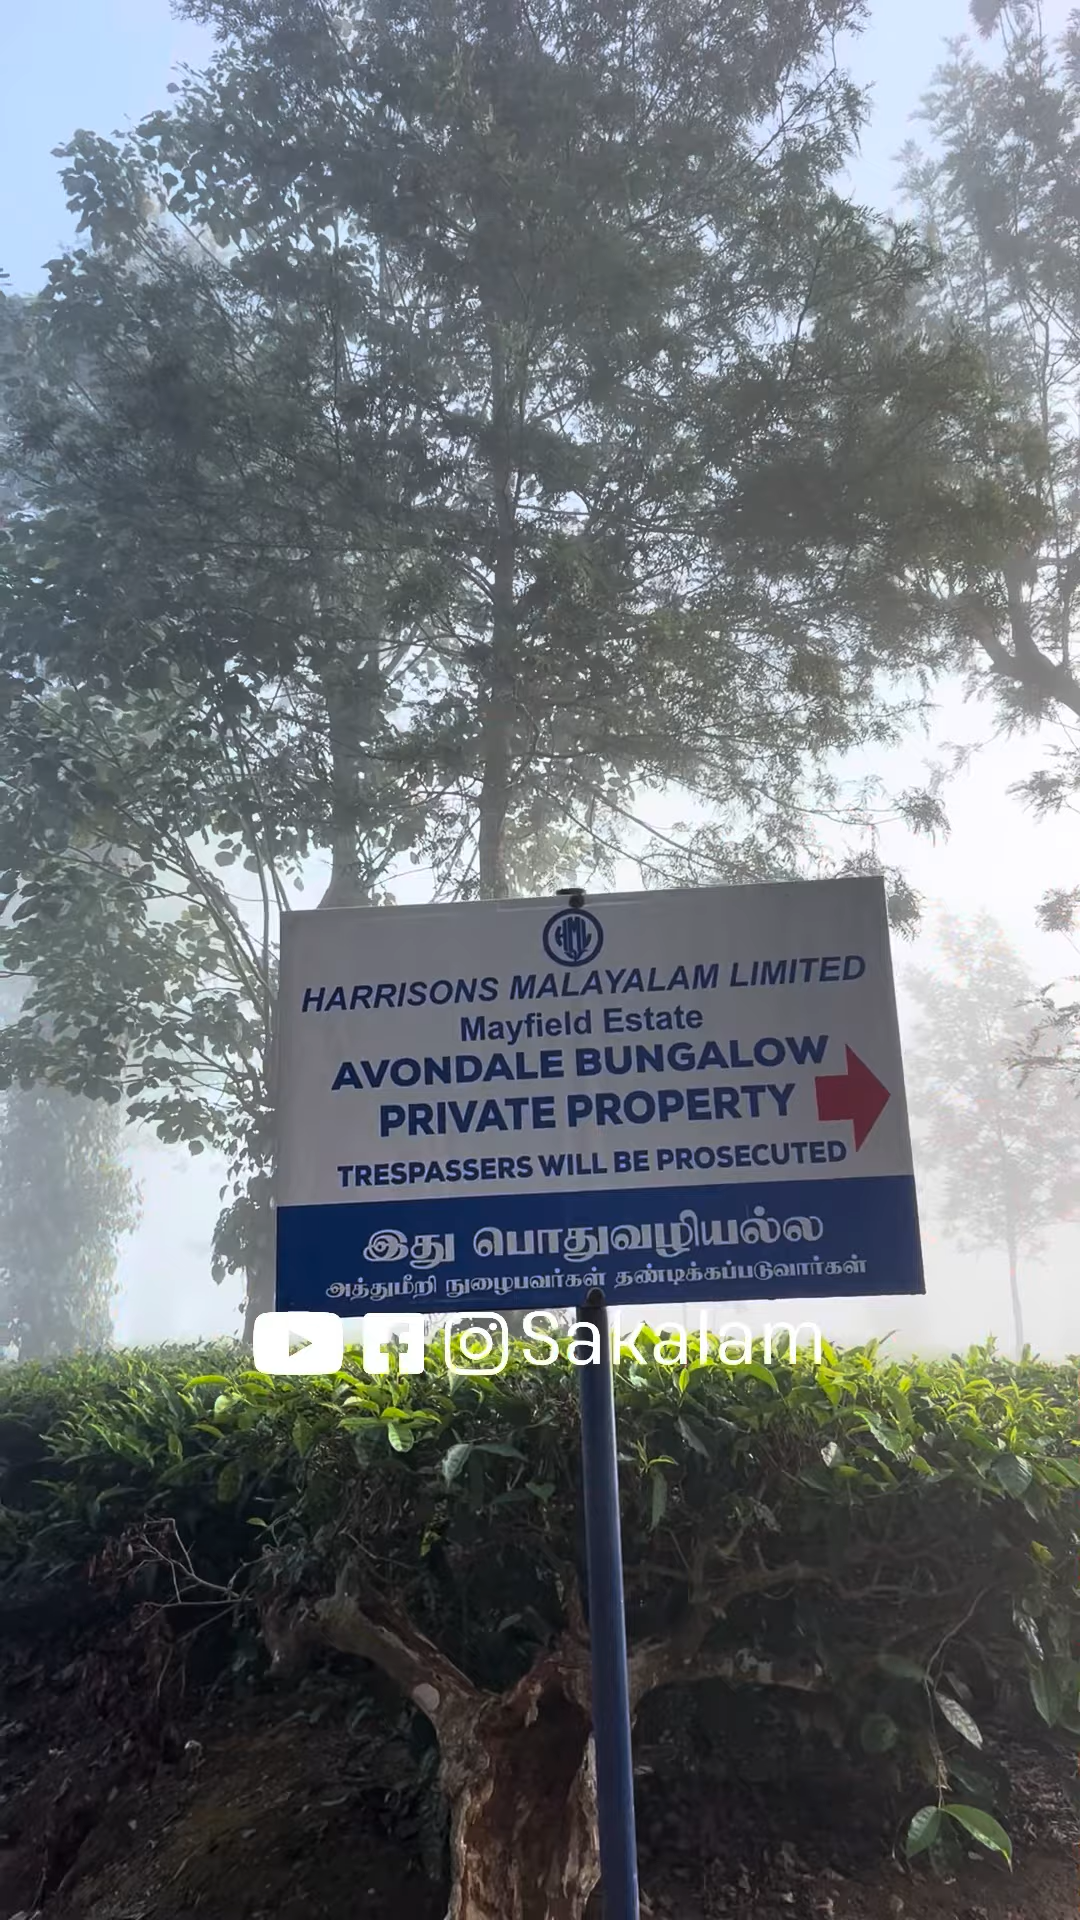 HML
HARRISONS MALAYALAM LIMITED
Mayfield Estate
AVONDALE BUNGALOW
PRIVATE PROPERTY
TRESPASSERS WILL BE PROSECUTED
இது பொதுவழியல்ல
அத்துமீறி நுழைபவர்கள் தண்டிக்கப்படுவார்கள்
Sakalam